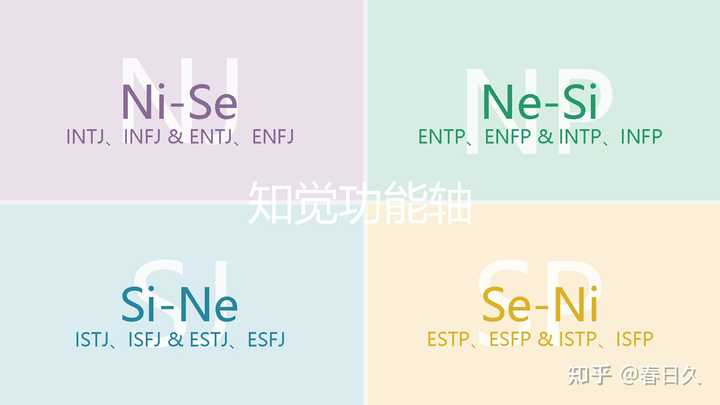 NJ
Ni-Se
INTJ、INFJ & ENTJ、ENFJ
NP
Ne-Si
ENTP、ENFP & INTP、INFP
知觉功能轴
SJ
Si-Ne
ISTJ、ISFJ & ESTJ、ESFJ
SP
Se-Ni
ESTP、ESFP & ISTP、ISFP
知乎 @春日久